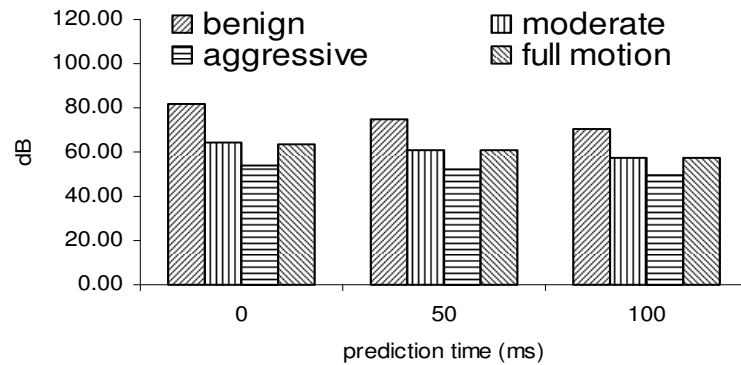 120.00
100.00
80.00
60.00
40.00
20.00
0.00
dB
benign
moderate
aggressive
full motion
0
50
100
prediction time (ms)